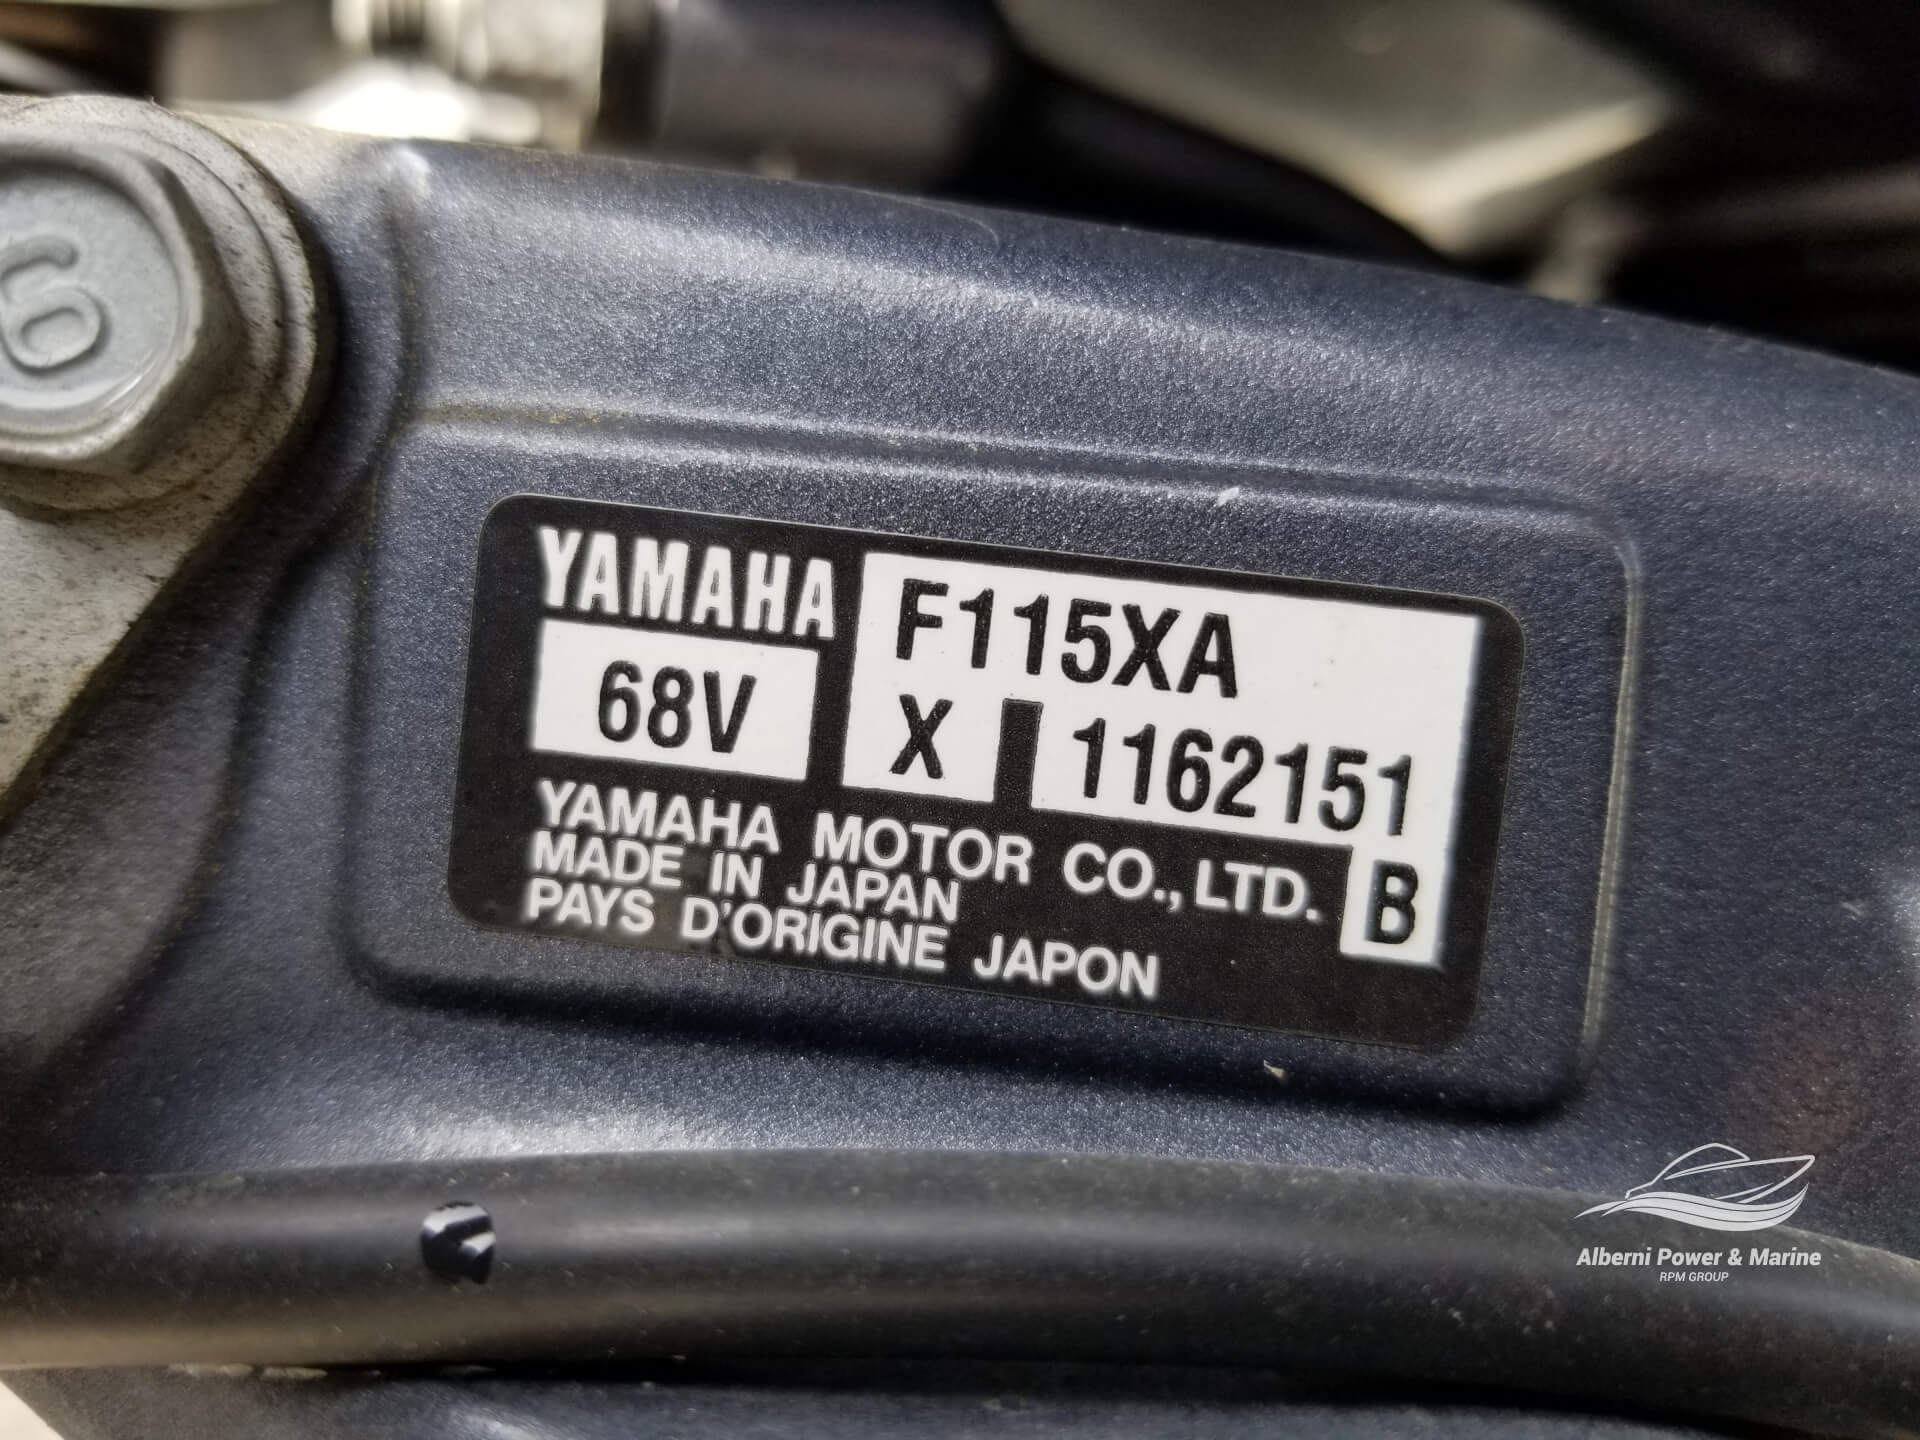 6
YAMAHA
F115XA
68V
X 1162151
YAMAHA MOTOR CO., LTD.
B
MADE IN JAPAN
PAYS D'ORIGINE JAPON
Alberni Power & Marine
RPM GROUP